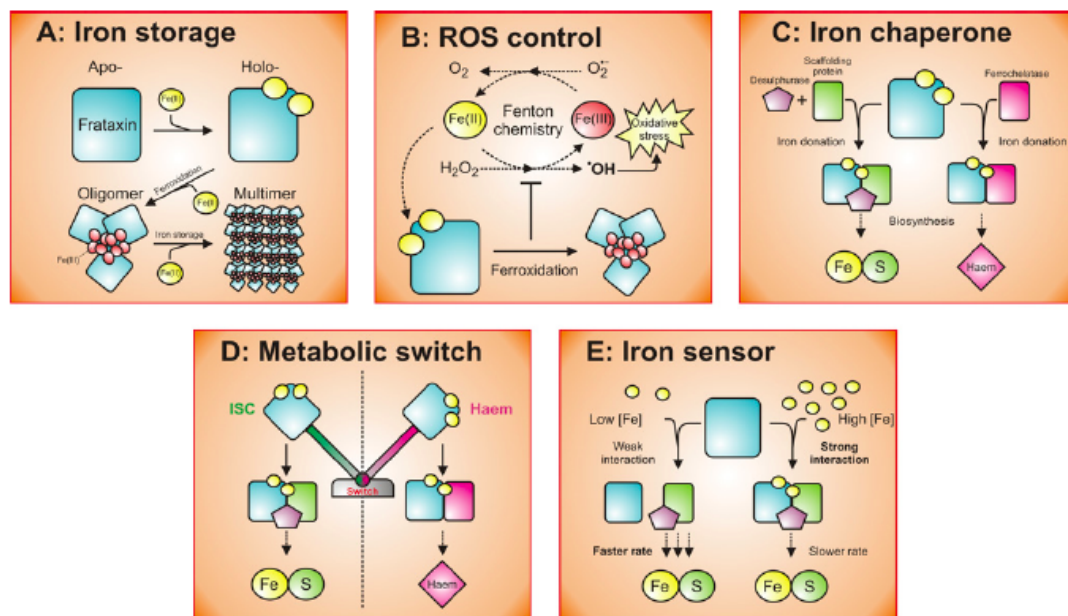 A: Iron storage
Apo-
Holo-
Fe(II)
Frataxin
Oligomer
Ferroxidation
Fe(II)
Multimer
Iron storage
Fe(III)
Fe(II)
B: ROS control
O2
O2•-
Fe(II)
Fenton
chemistry
Fe(III)
Oxidative
stress
H2O2
•OH
Ferroxidation
C: Iron chaperone
Desulphurase
+
Scaffolding
protein
Ferrochelatase
Iron donation
Iron donation
Biosynthesis
Fe
S
Haem
D: Metabolic switch
ISC
Haem
Switch
Fe
S
Haem
E: Iron sensor
Low [Fe]
High [Fe]
Weak
interaction
Strong
interaction
Faster rate
Slower rate
Fe
S
Fe
S